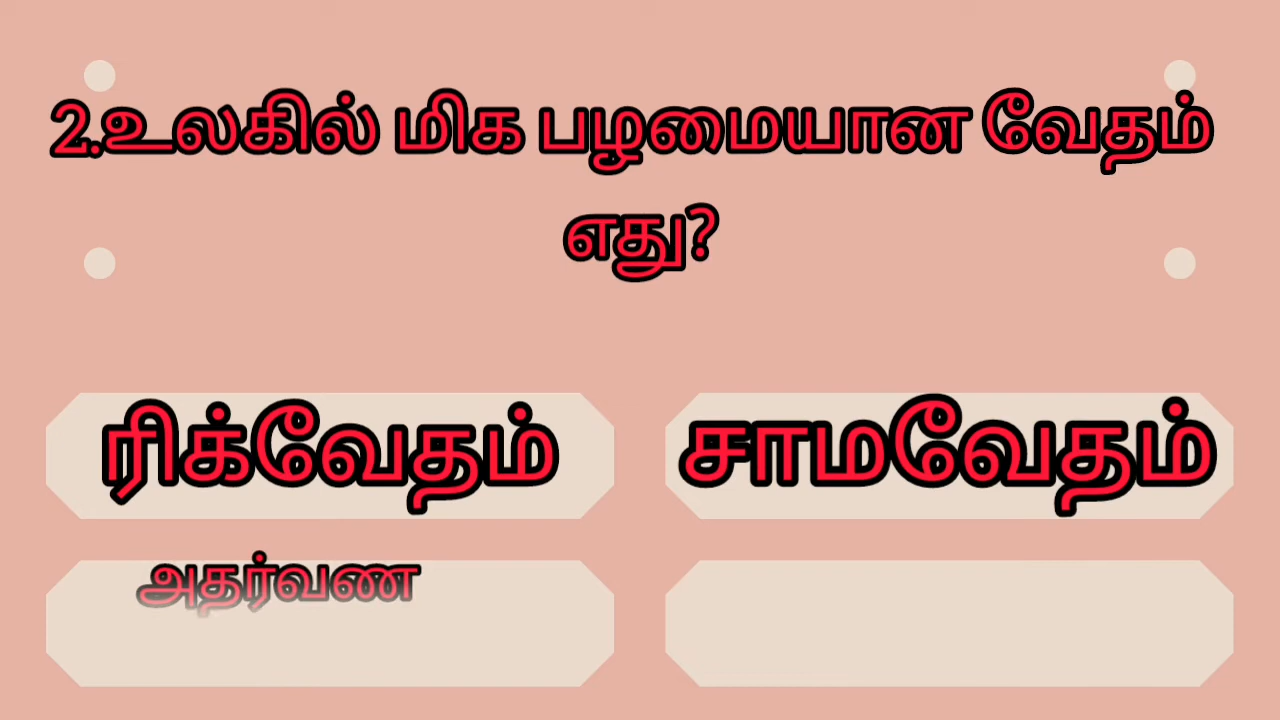 2.உலகில் மிக பழமையான வேதம்
எது?
ரிக்வேதம்
சாமவேதம்
அதர்வண